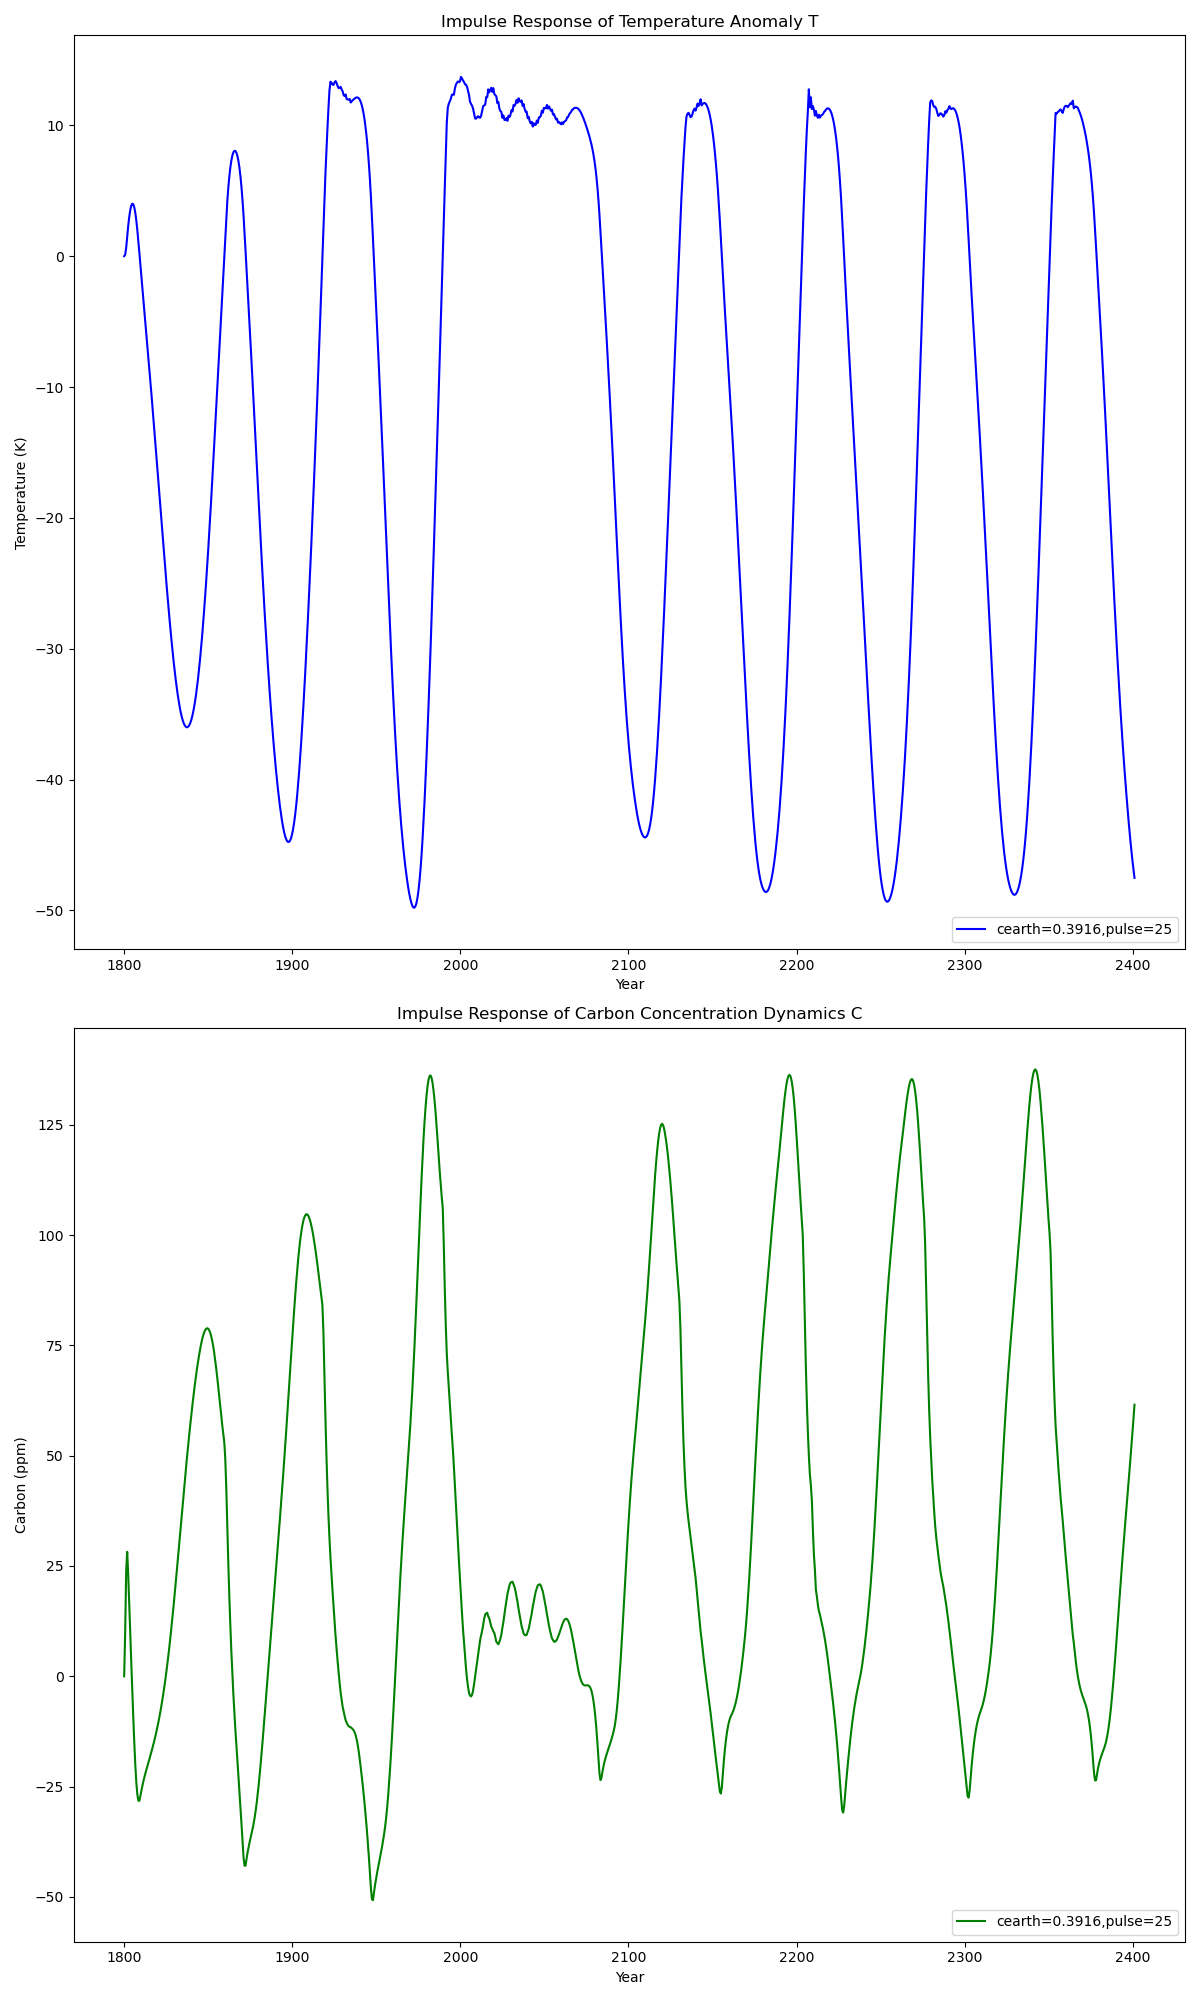 Impulse Response of Temperature Anomaly T
Temperature (K)
10
0
−10
−20
−30
−40
−50
cearth=0.3916,pulse=25
1800 1900 2000 2100 2200 2300 2400
Year
Impulse Response of Carbon Concentration Dynamics C
Carbon (ppm)
125
100
75
50
25
0
−25
−50
cearth=0.3916,pulse=25
1800 1900 2000 2100 2200 2300 2400
Year